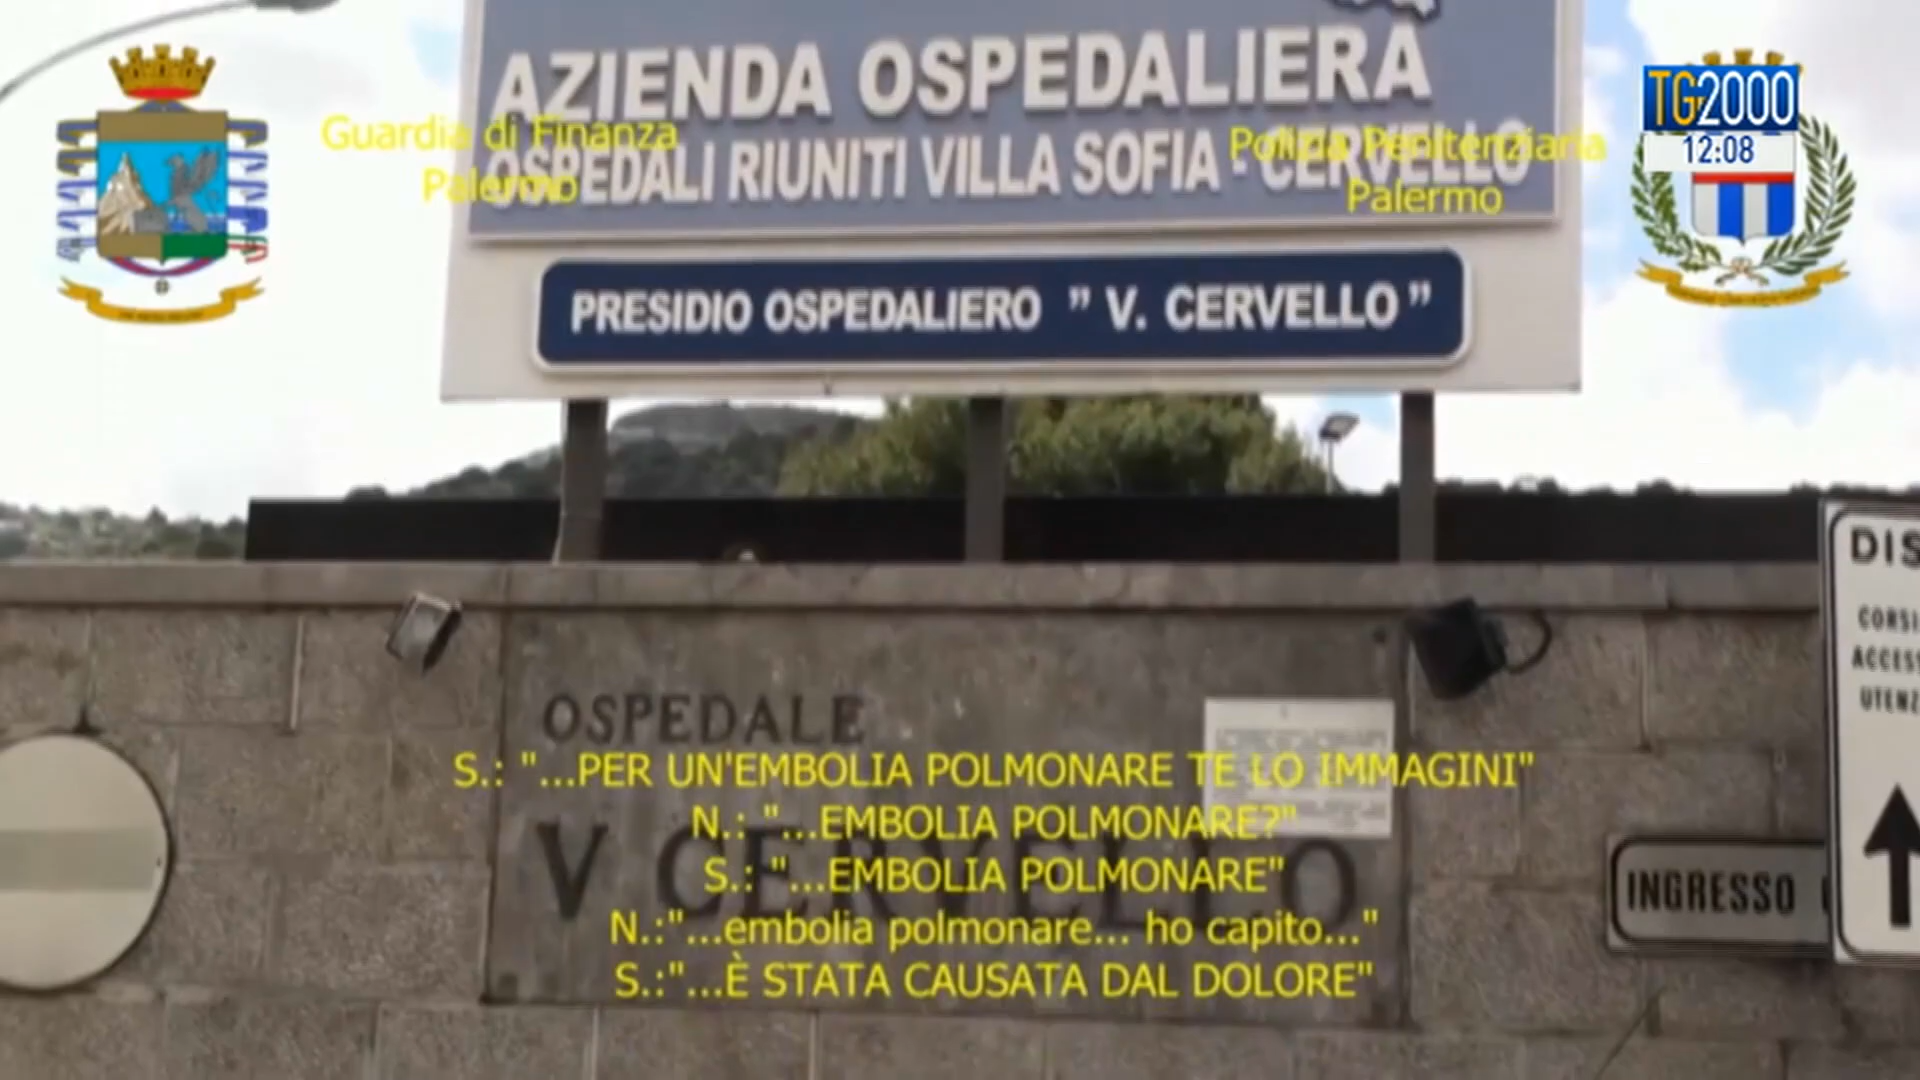 AZIENDA OSPEDALIERA
OSPEDALI RIUNITI VILLA SOFIA - CERVELLO
Guardia di Finanza
Palermo
Polizia Penitenziaria
Palermo
TG2000
12:08
PRESIDIO OSPEDALIERO " V. CERVELLO "
DIS
CORSI
ACCESS
UTENZ
OSPEDALE
V CERVELLO
INGRESSO
S.: "...PER UN'EMBOLIA POLMONARE TE LO IMMAGINI"
N.: "...EMBOLIA POLMONARE?"
S.: "...EMBOLIA POLMONARE"
N.:"...embolia polmonare... ho capito..."
S.:"...È STATA CAUSATA DAL DOLORE"